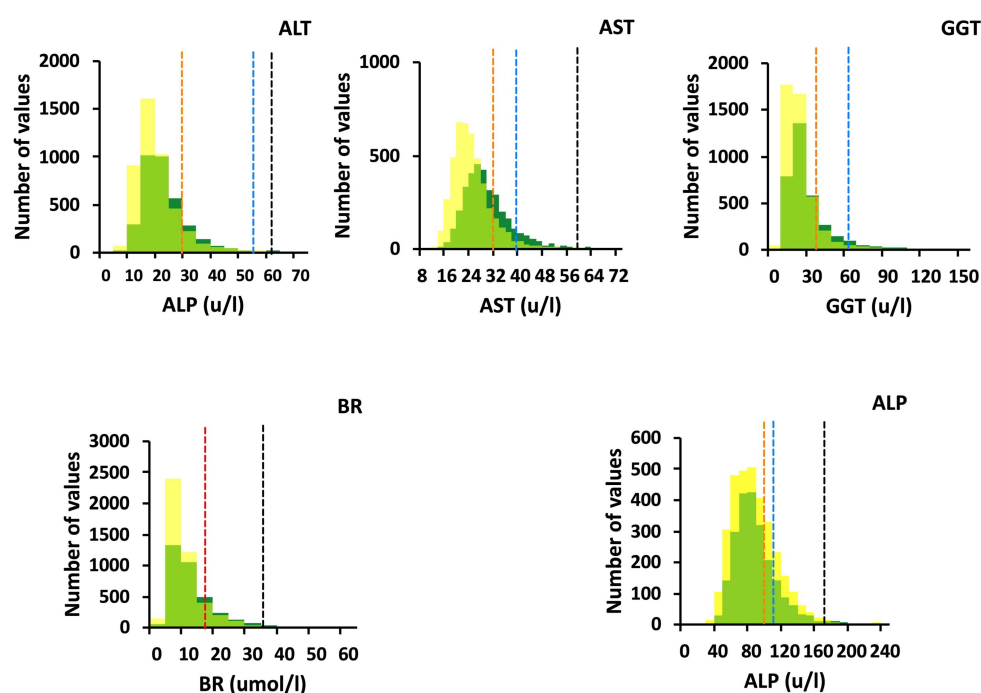 ALT
Number of values
2000
1500
1000
500
0
0 10 20 30 40 50 60 70
ALP (u/l)
AST
Number of values
1000
500
0
8 16 24 32 40 48 56 64 72
AST (u/l)
GGT
Number of values
2000
1500
1000
500
0
0 30 60 90 120 150
GGT (u/l)
BR
Number of values
3000
2500
2000
1500
1000
500
0
0 10 20 30 40 50 60
BR (umol/l)
ALP
Number of values
600
500
400
300
200
100
0
0 40 80 120 160 200 240
ALP (u/l)